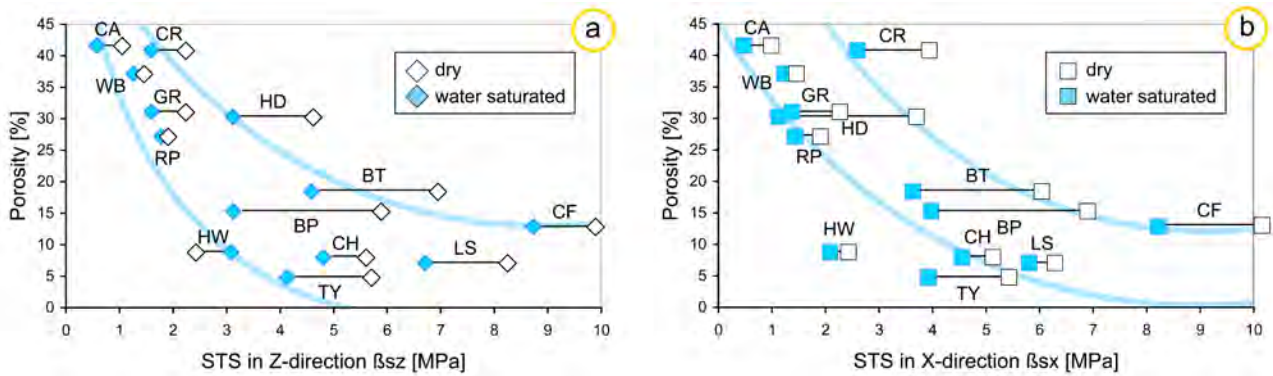 a
Porosity [%]
45
40
35
30
25
20
15
10
5
0
CA
CR
WB
GR
HD
RP
BT
BP
CF
HW
CH
LS
TY
dry
water saturated
0 1 2 3 4 5 6 7 8 9 10
STS in Z-direction ßsz [MPa]
b
Porosity [%]
45
40
35
30
25
20
15
10
5
0
CA
CR
WB
GR
HD
RP
BT
BP
CF
HW
CH
LS
TY
dry
water saturated
0 1 2 3 4 5 6 7 8 9 10
STS in X-direction ßsx [MPa]